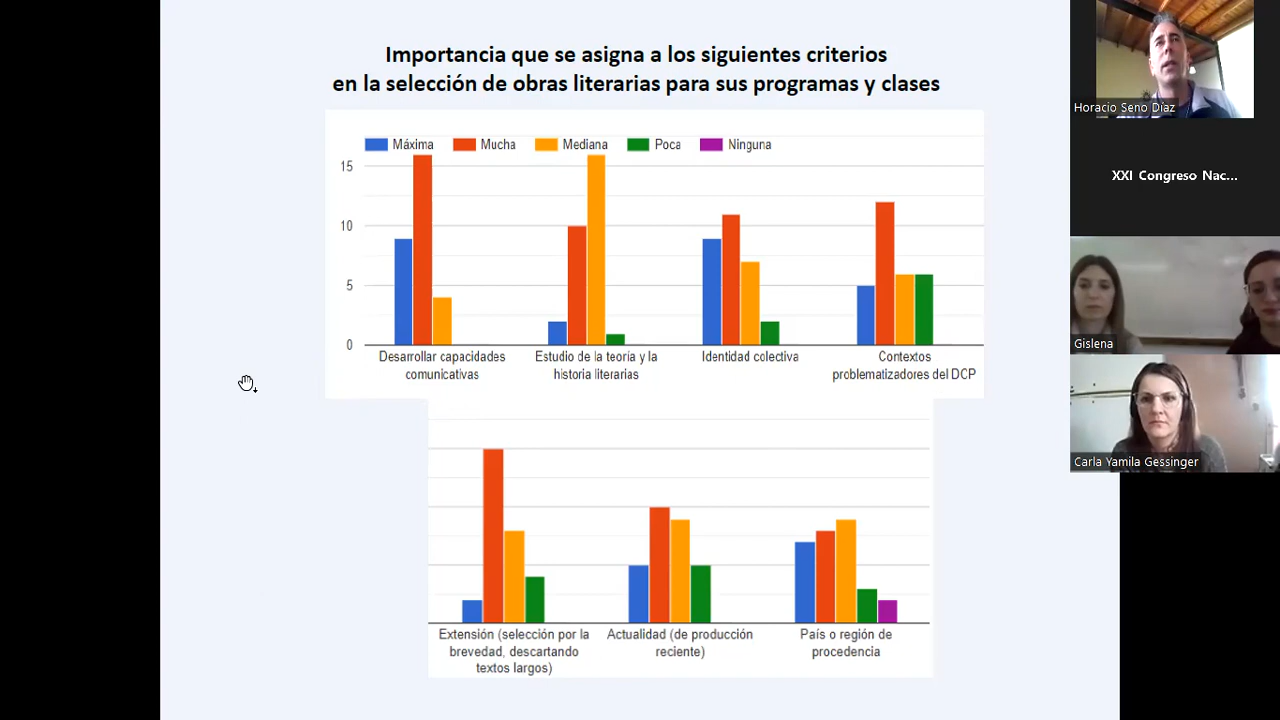 Importancia que se asigna a los siguientes criterios
en la selección de obras literarias para sus programas y clases
Máxima Mucha Mediana Poca Ninguna
15
10
5
0
Desarrollar capacidades
comunicativas
Estudio de la teoría y la
historia literarias
Identidad colectiva
Contextos
problematizadores del DCP
Extensión (selección por la
brevedad, descartando
textos largos)
Actualidad (de producción
reciente)
País o región de
procedencia
Horacio Seno Díaz
XXI Congreso Nac...
Gislena
Carla Yamila Gessinger